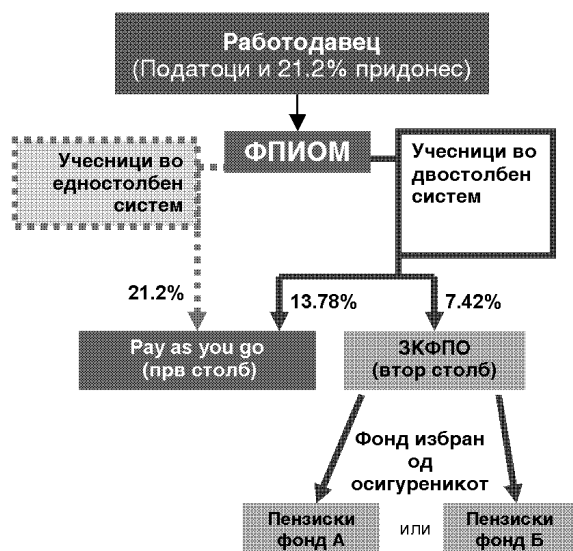 Работодавец
(Податоци и 21.2% придонес)
ФПИОМ
Учесници во
едностолбен
систем
Учесници во
двостолбен
систем
21.2%
13.78%
7.42%
Pay as you go
(прв столб)
ЗКФПО
(втор столб)
Фонд избран
од
осигуреникот
Пензиски
фонд А
или
Пензиски
фонд Б